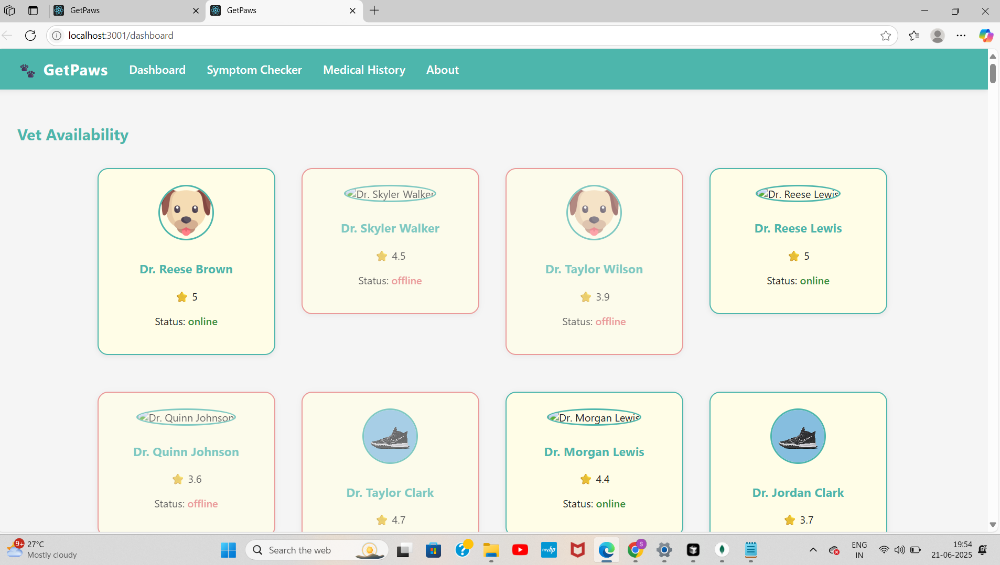 GetPaws
GetPaws
localhost:3001/dashboard
GetPaws Dashboard Symptom Checker Medical History About
Vet Availability
Dr. Skyler Walker
Dr. Reese Lewis
Dr. Skyler Walker
Dr. Reese Lewis
4.5
5
Dr. Reese Brown
Dr. Taylor Wilson
Status: offline
Status: online
5
3.9
Status: online
Status: offline
Dr. Quinn Johnson
Dr. Morgan Lewis
Dr. Quinn Johnson
Dr. Morgan Lewis
3.6
4.4
Dr. Taylor Clark
Dr. Jordan Clark
Status: offline
Status: online
4.7
3.7
9+
27°C
Mostly cloudy
Search the web
myhp
S
ENG
IN
19:54
21-06-2025